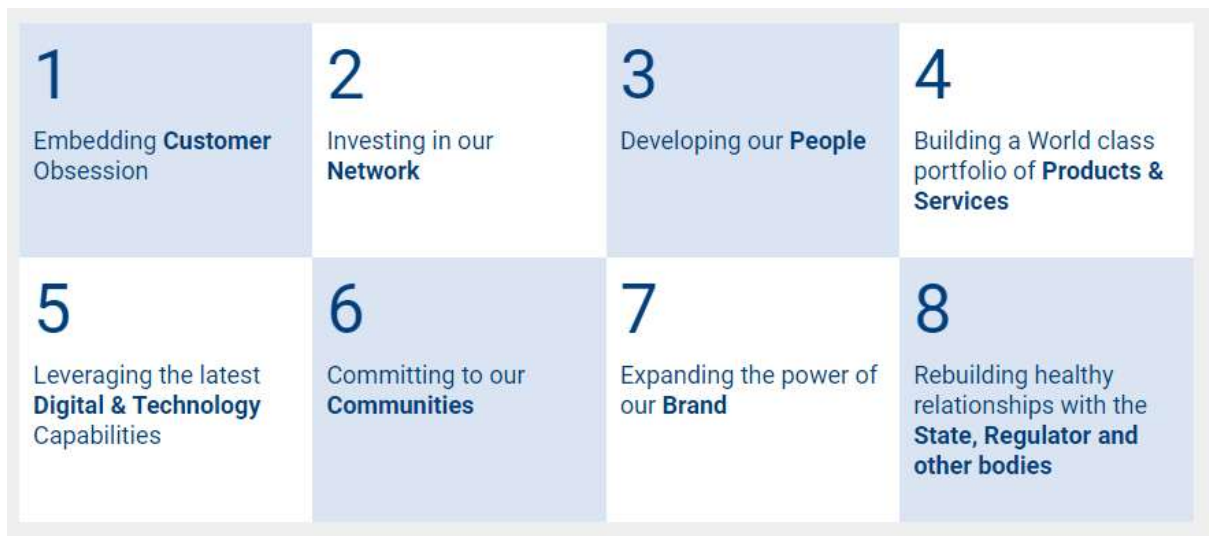 1
Embedding Customer
Obsession
2
Investing in our
Network
3
Developing our People
4
Building a World class
portfolio of Products &
Services
5
Leveraging the latest
Digital & Technology
Capabilities
6
Committing to our
Communities
7
Expanding the power of
our Brand
8
Rebuilding healthy
relationships with the
State, Regulator and
other bodies